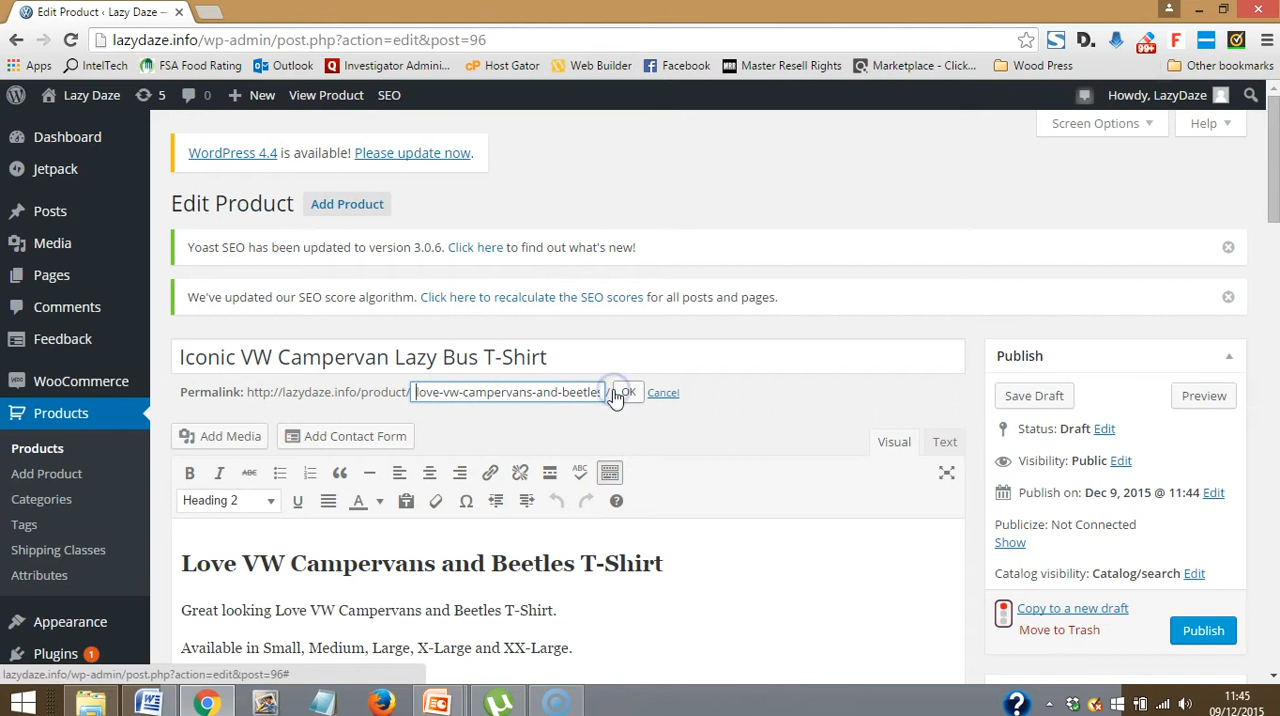 Edit Product ‹ Lazy Daze —
lazydaze.info/wp-admin/post.php?action=edit&post=96
99+
Apps IntelTech FSA Food Rating Outlook Investigator Admini... Host Gator Web Builder Facebook Master Resell Rights Marketplace - Click... Wood Press Other bookmarks
Lazy Daze 5 0 New View Product SEO Howdy, LazyDaze
Screen Options Help
Dashboard
Jetpack
Posts
Media
Pages
Comments
Feedback
WooCommerce
Products
Products
Add Product
Categories
Tags
Shipping Classes
Attributes
Appearance
Plugins 1
WordPress 4.4 is available! Please update now.
Edit Product Add Product
Yoast SEO has been updated to version 3.0.6. Click here to find out what's new!
We've updated our SEO score algorithm. Click here to recalculate the SEO scores for all posts and pages.
Iconic VW Campervan Lazy Bus T-Shirt
Permalink: http://lazydaze.info/product/ love-vw-campervans-and-beetles / OK Cancel
Add Media Add Contact Form Visual Text
B I ABC ABC
Heading 2 U A Ω
Love VW Campervans and Beetles T-Shirt
Great looking Love VW Campervans and Beetles T-Shirt.
Available in Small, Medium, Large, X-Large and XX-Large.
Publish
Save Draft Preview
Status: Draft Edit
Visibility: Public Edit
Publish on: Dec 9, 2015 @ 11:44 Edit
Publicize: Not Connected
Show
Catalog visibility: Catalog/search Edit
Copy to a new draft
Move to Trash Publish
lazydaze.info/wp-admin/post.php?action=edit&post=96#
11:45
09/12/2015